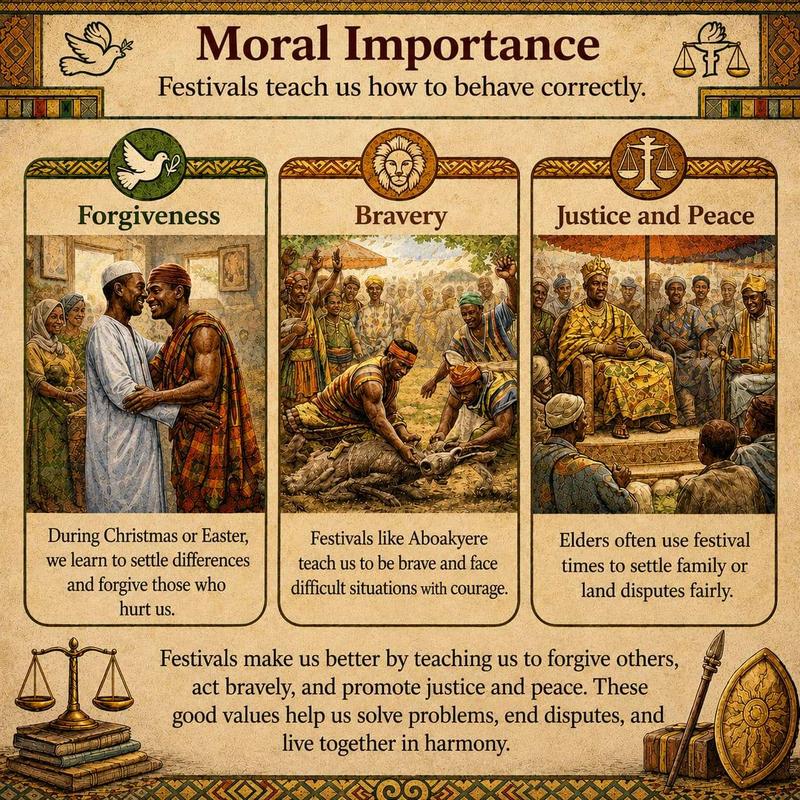 Moral Importance
Festivals teach us how to behave correctly.
Forgiveness
During Christmas or Easter,
we learn to settle differences
and forgive those who
hurt us.
Bravery
Festivals like Aboakyere
teach us to be brave and face
difficult situations with courage.
Justice and Peace
Elders often use festival
times to settle family or
land disputes fairly.
Festivals make us better by teaching us to forgive others,
act bravely, and promote justice and peace. These
good values help us solve problems, end disputes, and
live together in harmony.